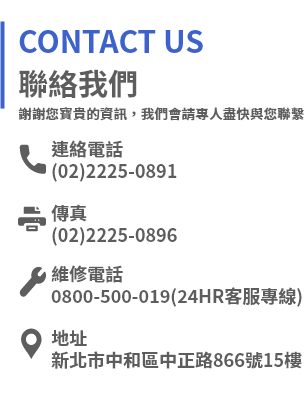 CONTACT US
聯絡我們
謝謝您寶貴的資訊，我們會請專人盡快與您聯繫
連絡電話
(02)2225-0891
傳真
(02)2225-0896
維修電話
0800-500-019(24HR客服專線)
地址
新北市中和區中正路866號15樓